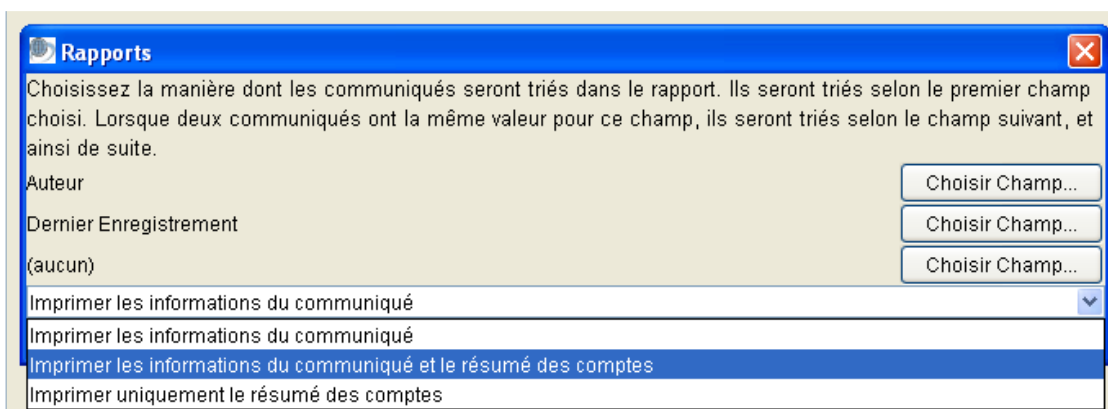 Rapports
Choisissez la manière dont les communiqués seront triés dans le rapport. Ils seront triés selon le premier champ
choisi. Lorsque deux communiqués ont la même valeur pour ce champ, ils seront triés selon le champ suivant, et
ainsi de suite.
Auteur Choisir Champ...
Dernier Enregistrement Choisir Champ...
(aucun) Choisir Champ...
Imprimer les informations du communiqué
Imprimer les informations du communiqué
Imprimer les informations du communiqué et le résumé des comptes
Imprimer uniquement le résumé des comptes